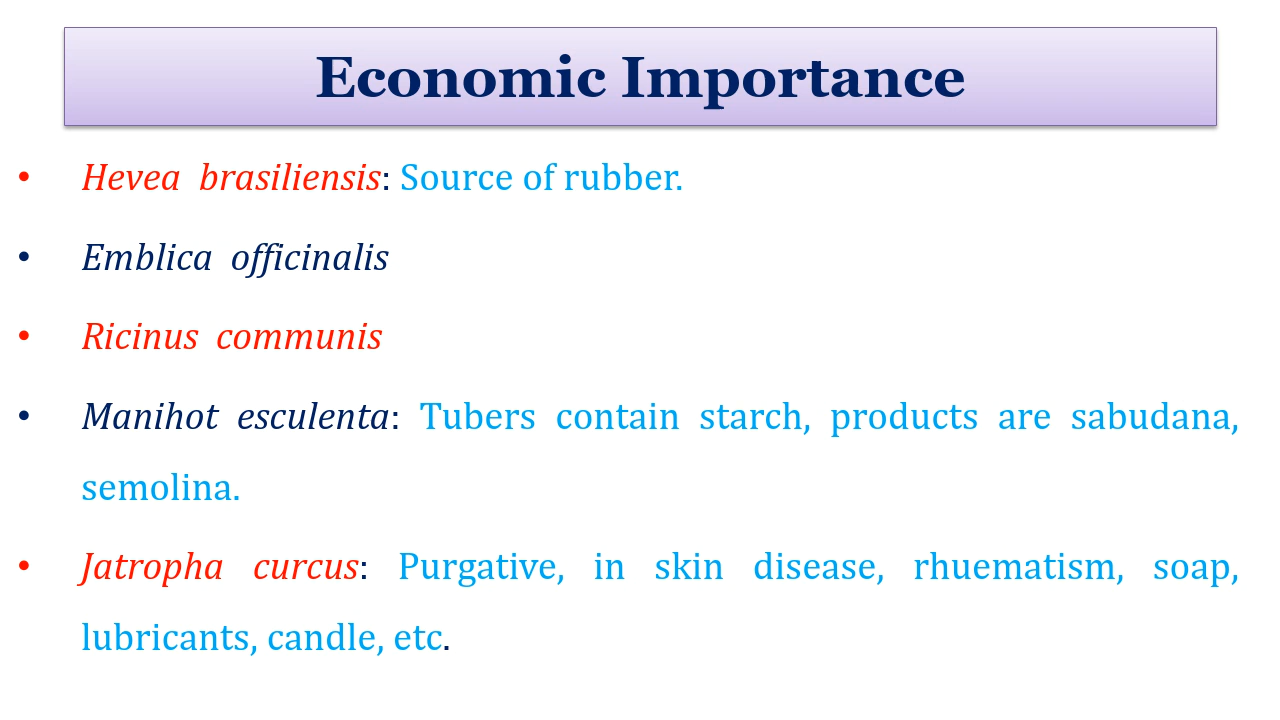 Economic Importance
• Hevea brasiliensis: Source of rubber.
• Emblica officinalis
• Ricinus communis
• Manihot esculenta: Tubers contain starch, products are sabudana,
semolina.
• Jatropha curcus: Purgative, in skin disease, rhuematism, soap,
lubricants, candle, etc.